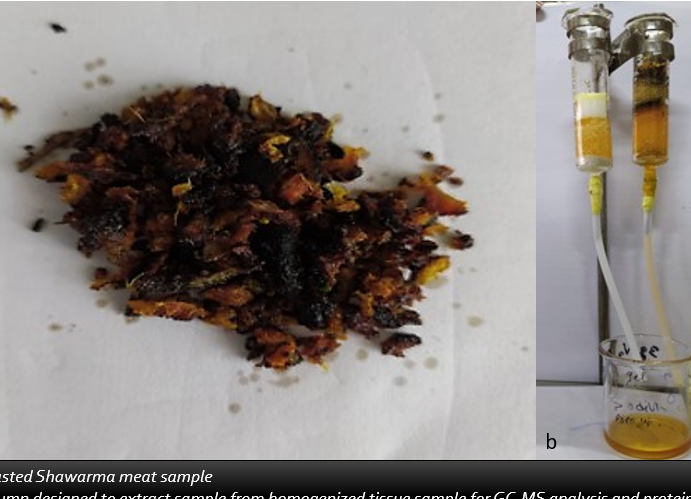 b
asted Shawarma meat sample
umn designed to extract sample from homogenized tissue sample for GC-MS analysis and protein
gel